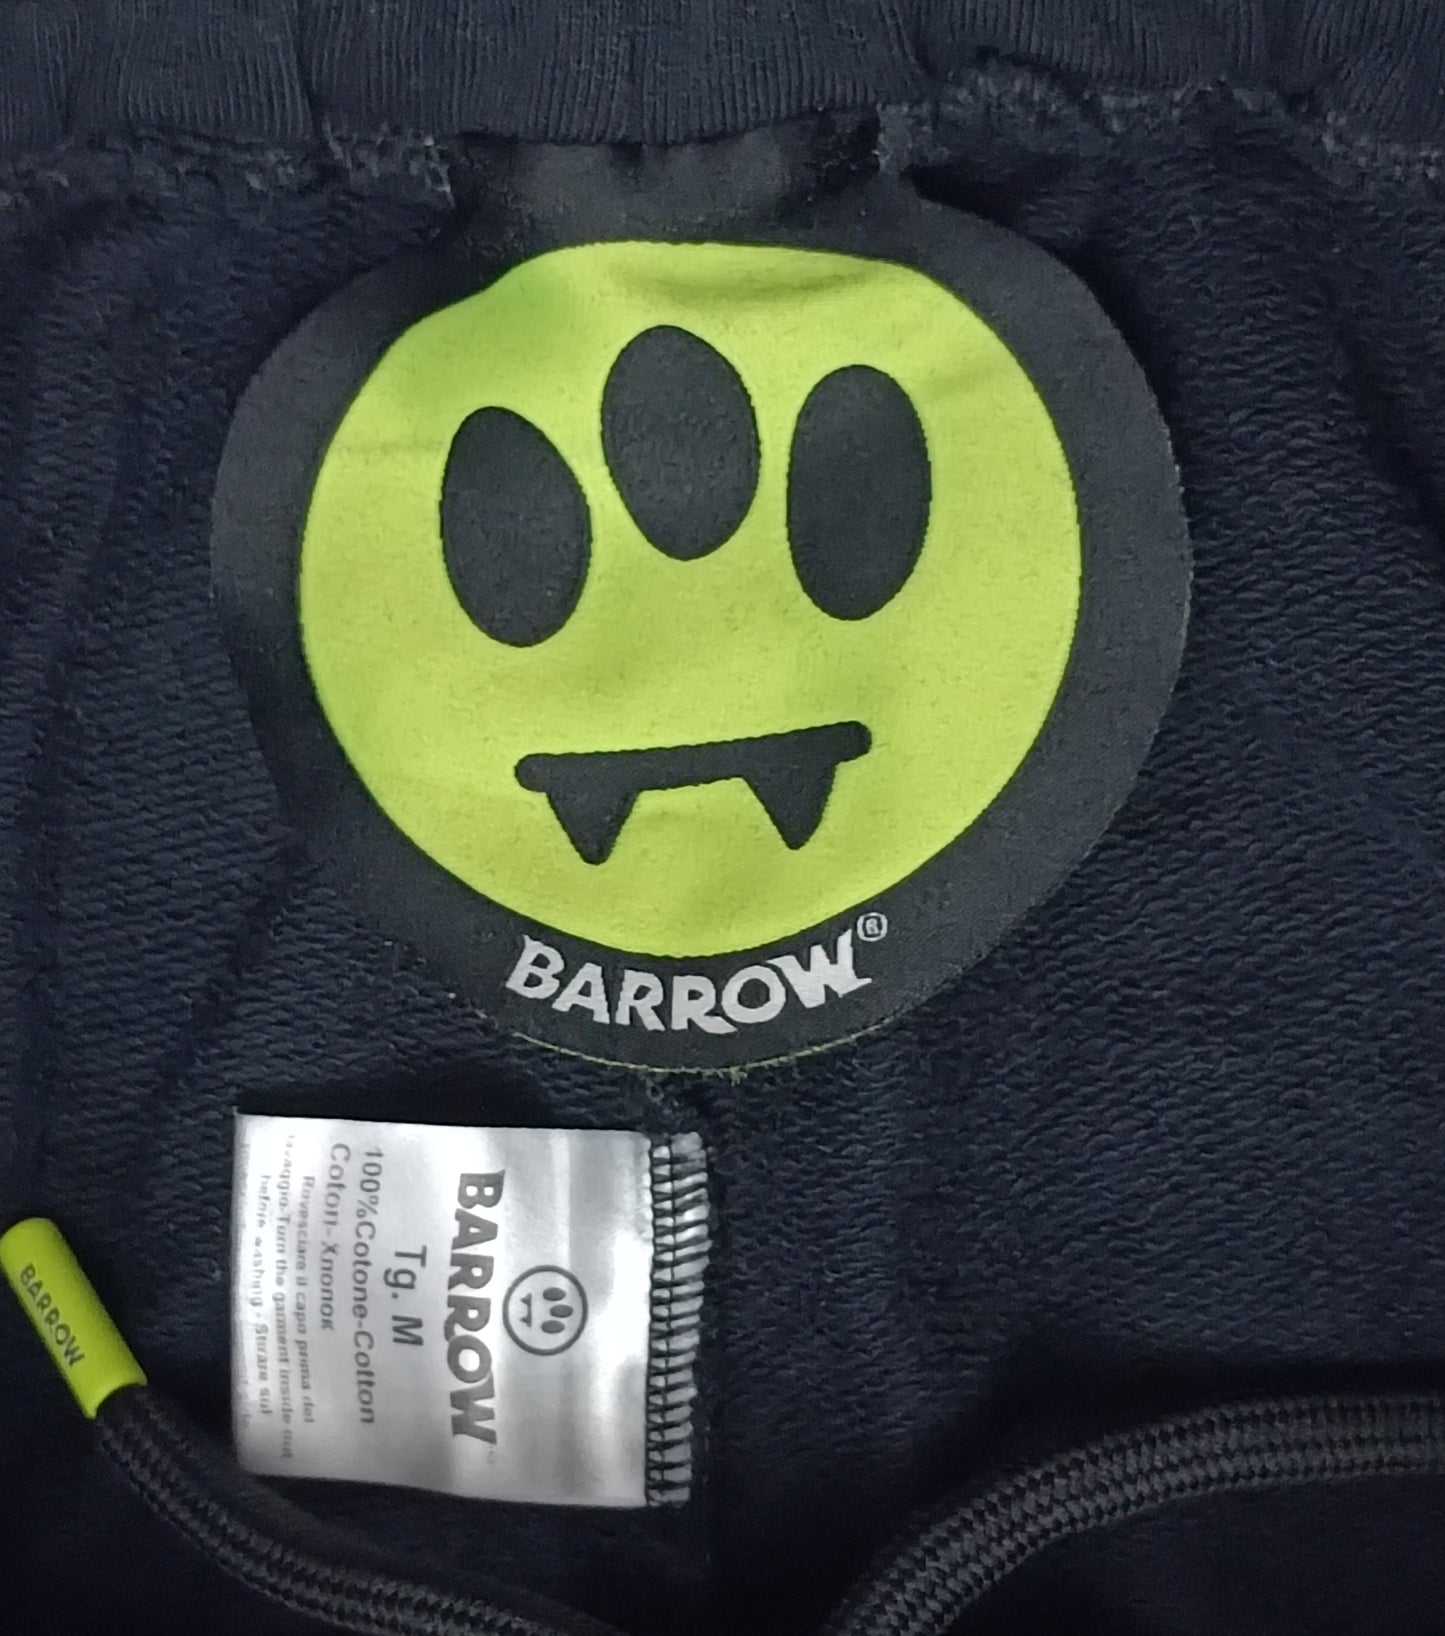 BARROW®
BARROW
Tg. M
100%Cotone-Cotton
Coton- Хлопок
Rovesciare il capo prima del
lavaggio-Turn the garment inside out
before washing - Stirare sul
BARROW